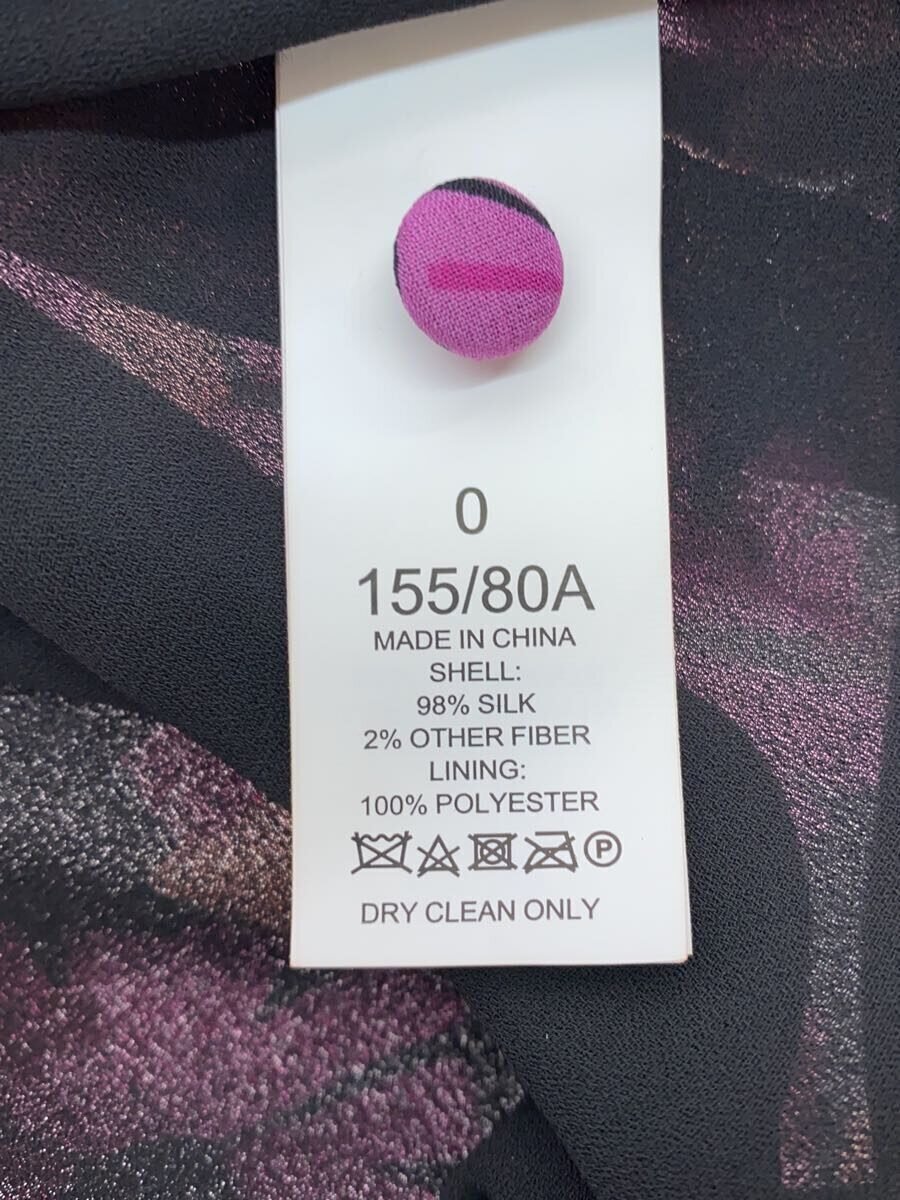 0
155/80A
MADE IN CHINA
SHELL:
98% SILK
2% OTHER FIBER
LINING:
100% POLYESTER
P
DRY CLEAN ONLY